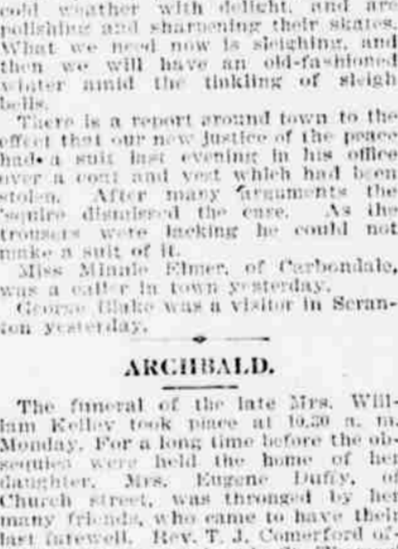 cold weather with delight, and are
polishing and sharpening their skates.
What we need now is sleighing, and
then we will have an old-fashioned
winter amid the tinkling of sleigh
bells.
There is a report around town to the
effect that our new justice of the peace
had a suit last evening in his office
over a coat and vest which had been
stolen. After many arguments the
'squire dismissed the case. As the
trousers were lacking he could not
make a suit of it.
Miss Minnie Elmer, of Carbondale,
was a caller in town yesterday.
George Blake was a visitor in Scran-
ton yesterday.
ARCHBALD.
The funeral of the late Mrs. Wil-
liam Kelley took place at 10.30 a. m.
Monday. For a long time before the ob-
sequies were held the home of her
daughter, Mrs. Eugene Duffy, of
Church street, was thronged by her
many friends, who came to have their
last farewell. Rev. T. J. Comerford of-